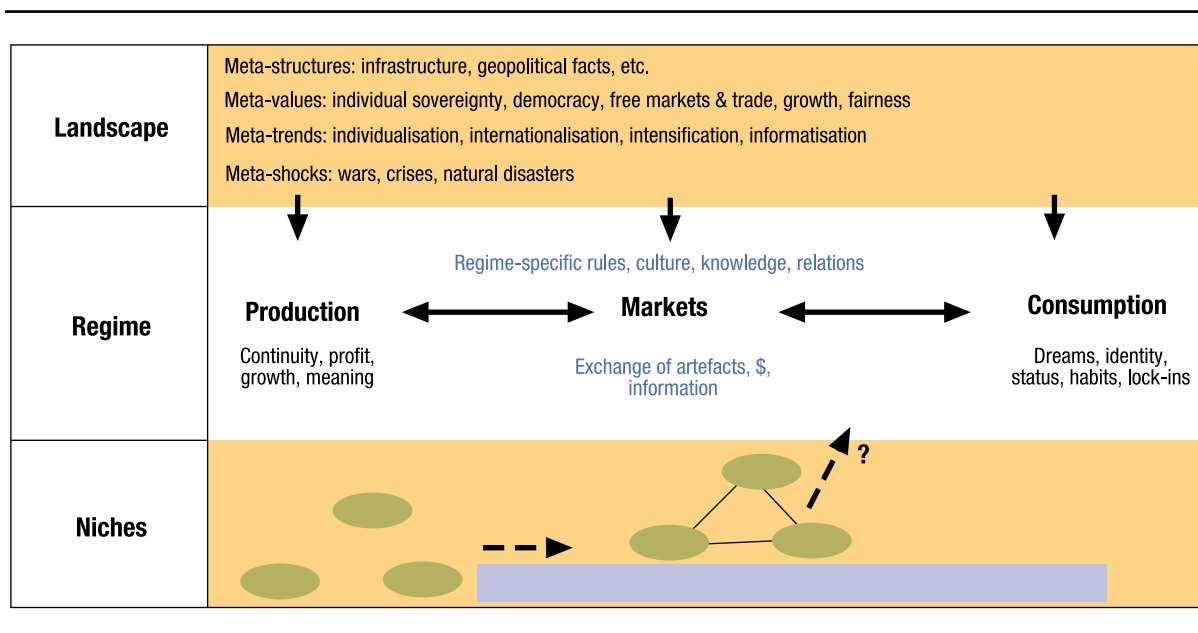 Landscape
Meta-structures: infrastructure, geopolitical facts, etc.
Meta-values: individual sovereignty, democracy, free markets & trade, growth, fairness
Meta-trends: individualisation, internationalisation, intensification, informatisation
Meta-shocks: wars, crises, natural disasters
Regime
Regime-specific rules, culture, knowledge, relations
Production
Markets
Consumption
Continuity, profit,
growth, meaning
Exchange of artefacts, $,
information
Dreams, identity,
status, habits, lock-ins
Niches
?